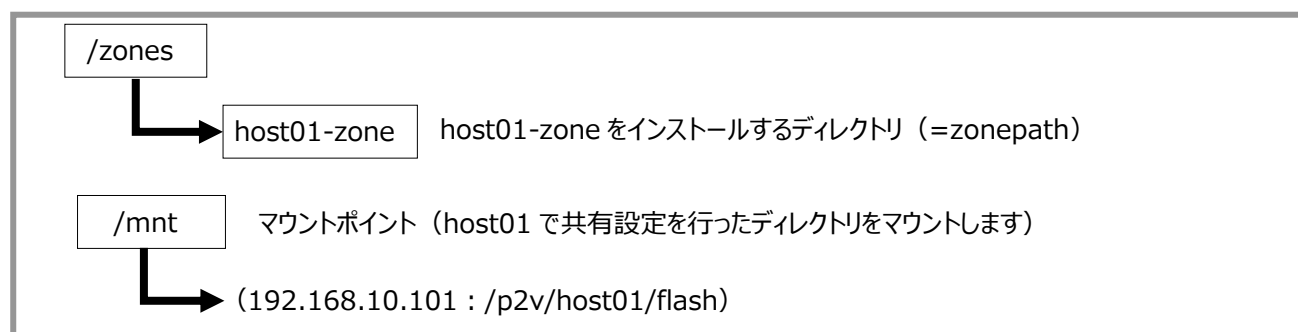 /zones
host01-zone host01-zone をインストールするディレクトリ（=zonepath）
/mnt マウントポイント（host01 で共有設定を行ったディレクトリをマウントします）
（192.168.10.101：/p2v/host01/flash）